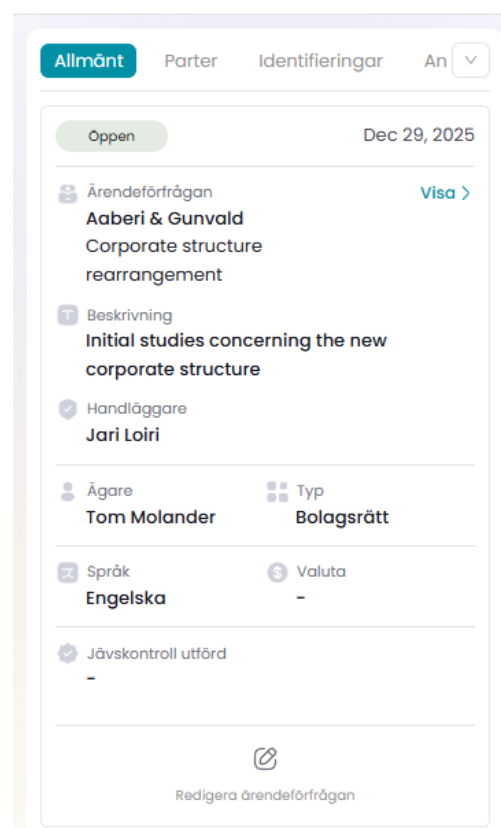 Allmänt Parter Identifieringar An
Öppen Dec 29, 2025
Ärendeförfrågan Visa >
Aaberi & Gunvald
Corporate structure
rearrangement
Beskrivning
Initial studies concerning the new
corporate structure
Handläggare
Jari Loiri
Ägare Typ
Tom Molander Bolagsrätt
Språk Valuta
Engelska -
Jävskontroll utförd
-
Redigera ärendeförfrågan